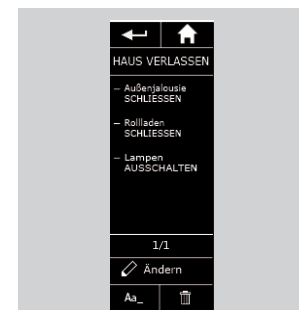 HAUS VERLASSEN
– Außenjalousie
SCHLIESSEN
– Rollladen
SCHLIESSEN
– Lampen
AUSSCHALTEN
1/1
Ändern
Aa_